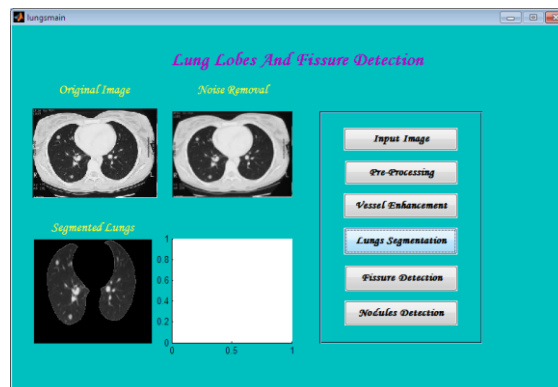 lungsmain
Lung Lobes And Fissure Detection
Original Image
Noise Removal
Input Image
Pre-Processing
Vessel Enhancement
Segmented Lungs
Lungs Segmentation
Fissure Detection
Nodules Detection
1
0.8
0.6
0.4
0.2
0
0
0.5
1